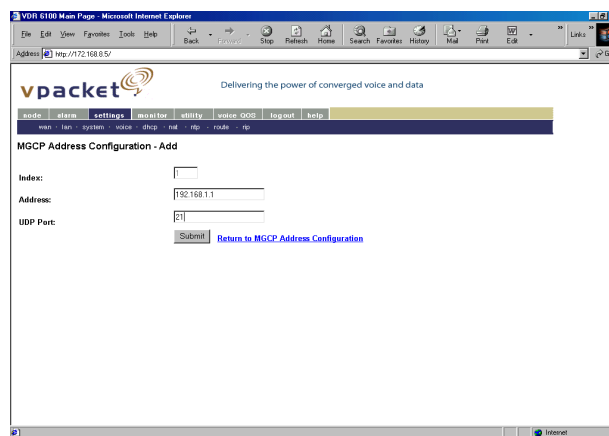 VDR 6100 Main Page - Microsoft Internet Explorer
File Edit View Favorites Tools Help
Back Forward Stop Refresh Home Search Favorites History Mail Print Edit » Links »
Address http://172.168.8.5/ G
vpacket
Delivering the power of converged voice and data
node alarm settings monitor utility voice QOS logout help
wan · lan · system · voice · dhcp · nat · ntp · route · rip
MGCP Address Configuration - Add
Index: 1
Address: 192.168.1.1
UDP Port: 21
Submit Return to MGCP Address Configuration
Internet